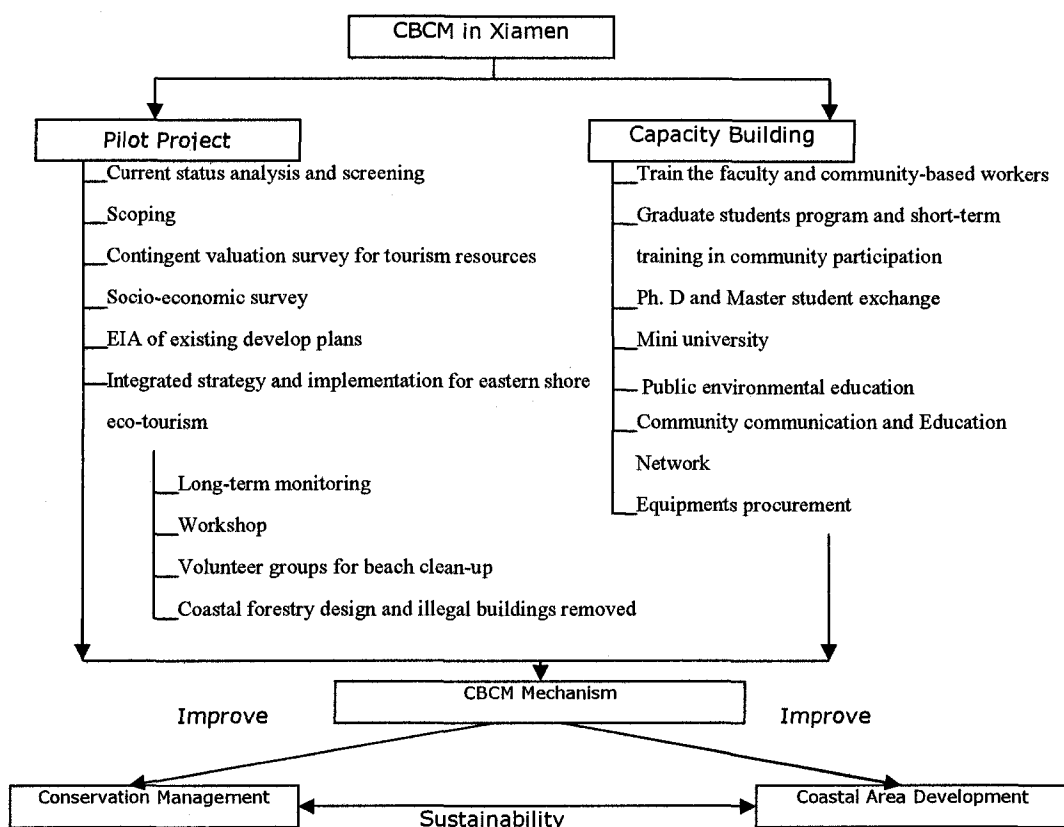 CBCM in Xiamen
Pilot Project
Current status analysis and screening
Scoping
Contingent valuation survey for tourism resources
Socio-economic survey
EIA of existing develop plans
Integrated strategy and implementation for eastern shore
eco-tourism
Long-term monitoring
Workshop
Volunteer groups for beach clean-up
Coastal forestry design and illegal buildings removed
Capacity Building
Train the faculty and community-based workers
Graduate students program and short-term
training in community participation
Ph. D and Master student exchange
Mini university
Public environmental education
Community communication and Education
Network
Equipments procurement
CBCM Mechanism
Improve
Improve
Conservation Management
Sustainability
Coastal Area Development